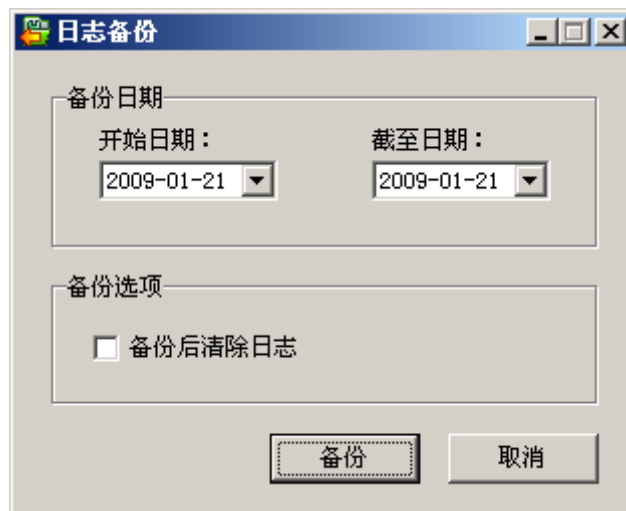 日志备份
备份日期
开始日期： 截至日期：
2009-01-21 2009-01-21
备份选项
备份后清除日志
备份 取消